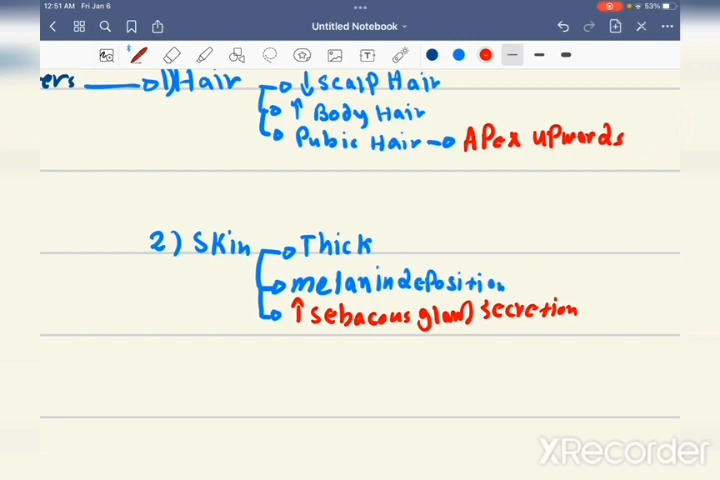 12:51 AM Fri Jan 6
53%
Untitled Notebook
ers 1) Hair ↓ Scalp Hair
↑ Body Hair
Pubic Hair Apex upwards
2) Skin Thick
melanin deposition
↑ sebacous gland secretion
XRecorder